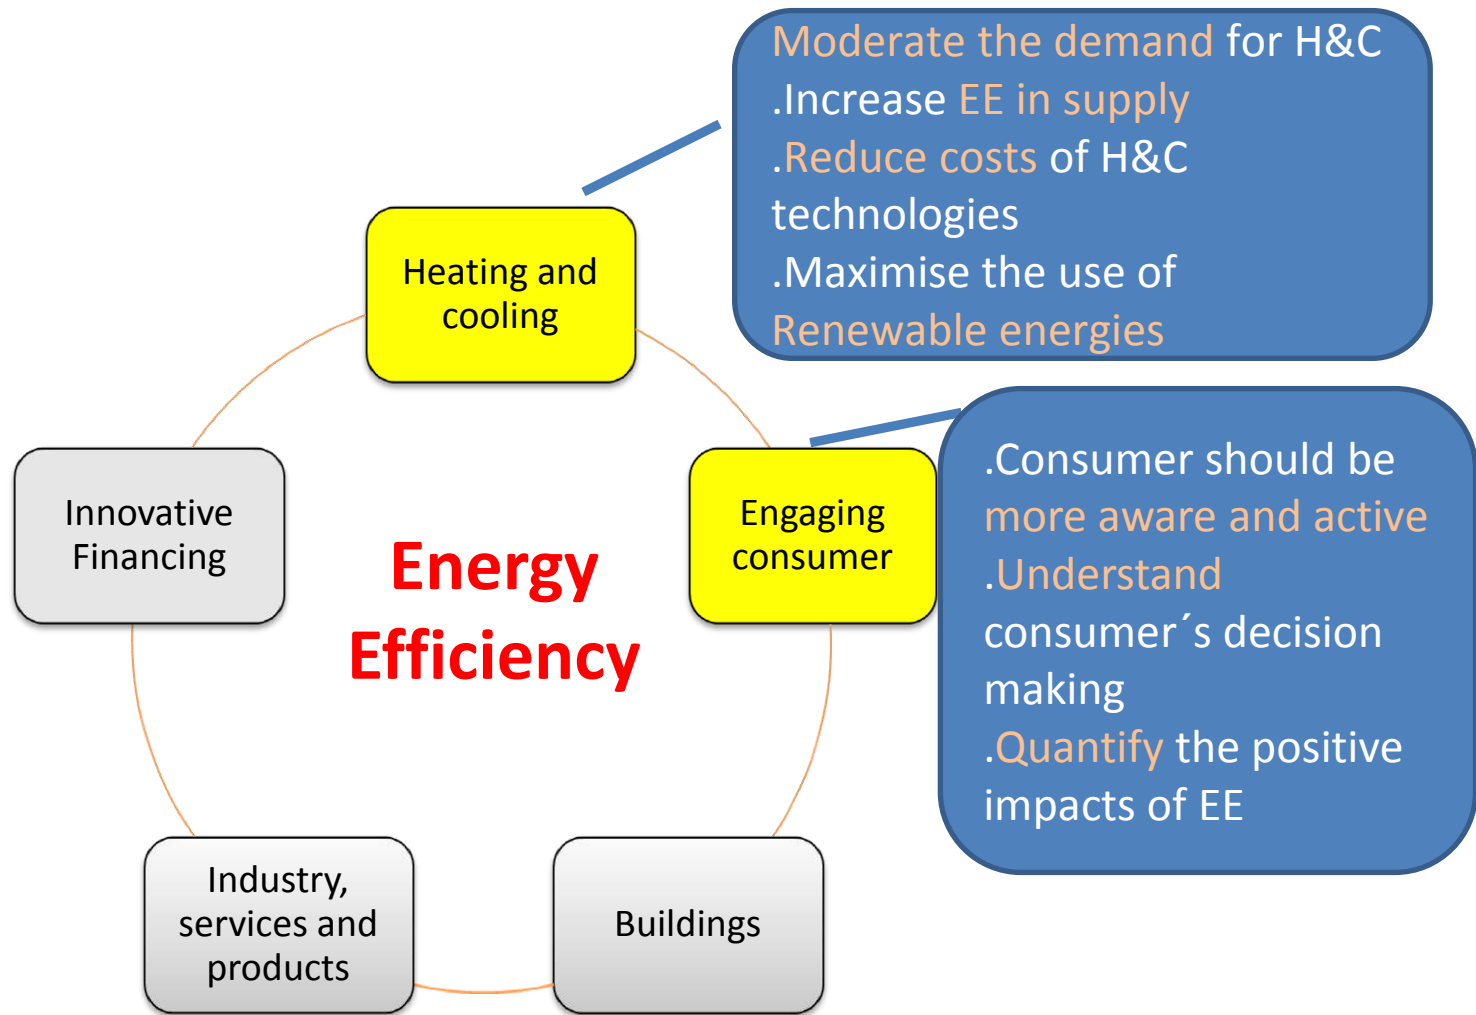 Moderate the demand for H&C
.Increase EE in supply
.Reduce costs of H&C
technologies
.Maximise the use of
Renewable energies
Heating and
cooling
Innovative
Financing
Energy
Efficiency
Engaging
consumer
.Consumer should be
more aware and active
.Understand
consumer´s decision
making
.Quantify the positive
impacts of EE
Industry,
services and
products
Buildings